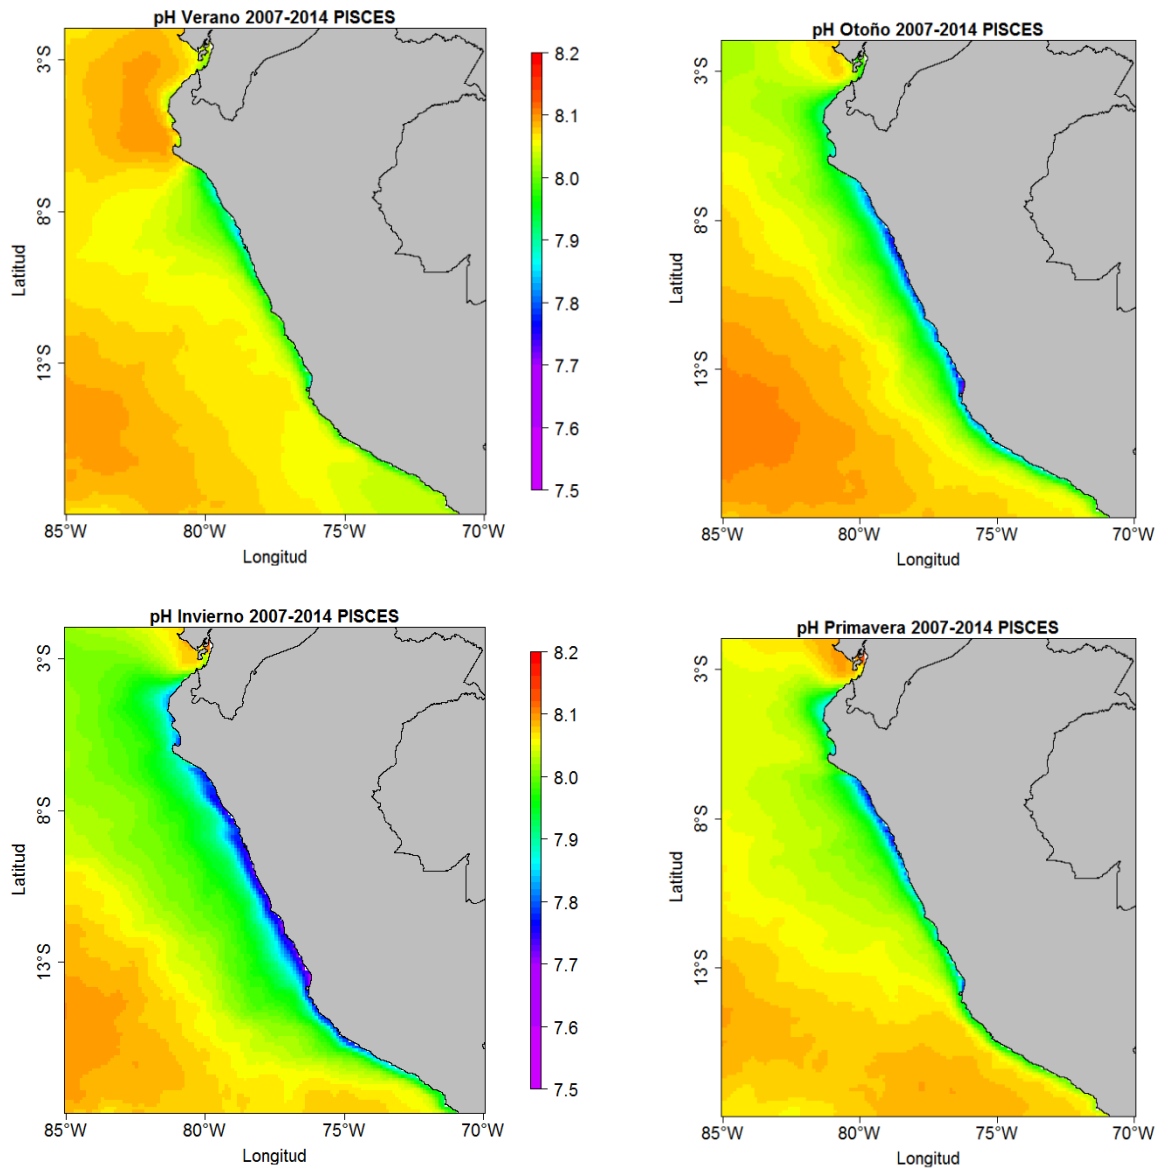 pH Verano 2007-2014 PISCES
3°S
8°S
13°S
Latitud
85°W 80°W 75°W 70°W
Longitud
8.2
8.1
8.0
7.9
7.8
7.7
7.6
7.5
pH Otoño 2007-2014 PISCES
3°S
8°S
13°S
Latitud
85°W 80°W 75°W 70°W
Longitud
pH Invierno 2007-2014 PISCES
3°S
8°S
13°S
Latitud
85°W 80°W 75°W 70°W
Longitud
8.2
8.1
8.0
7.9
7.8
7.7
7.6
7.5
pH Primavera 2007-2014 PISCES
3°S
8°S
13°S
Latitud
85°W 80°W 75°W 70°W
Longitud